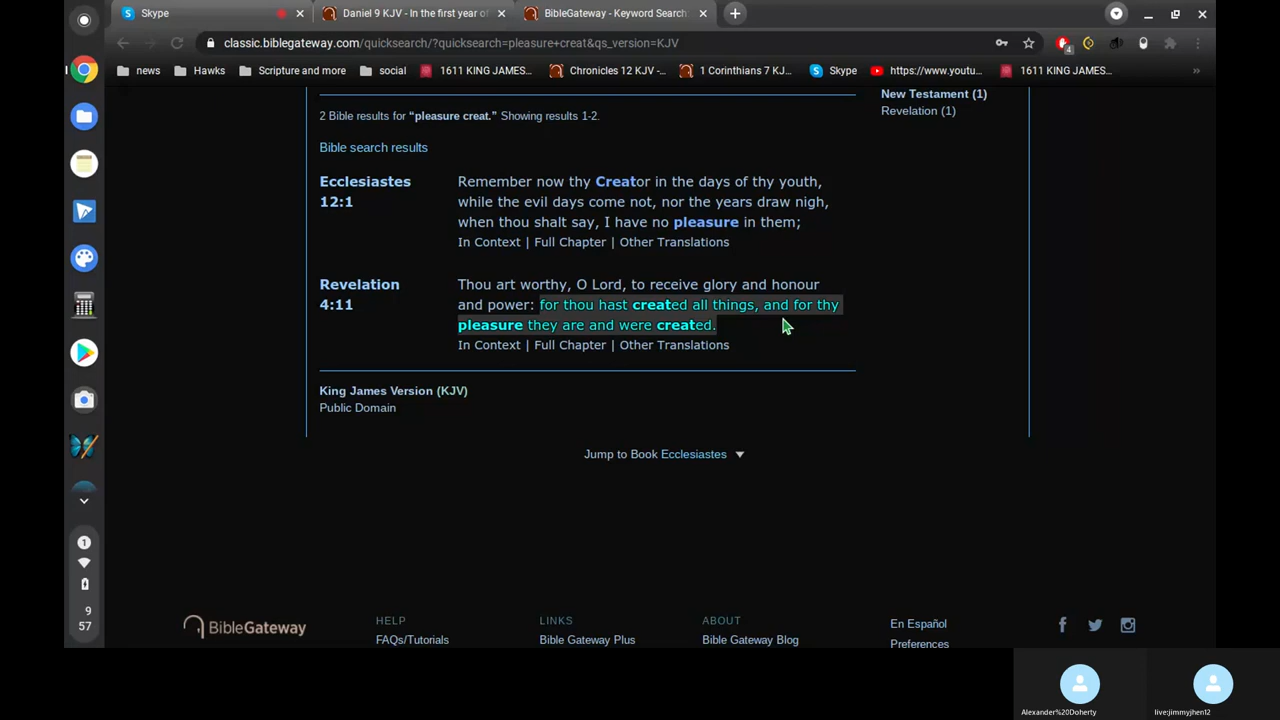 Skype
Daniel 9 KJV - In the first year of
BibleGateway - Keyword Search:
classic.biblegateway.com/quicksearch/?quicksearch=pleasure+creat&qs_version=KJV
4
news
Hawks
Scripture and more
social
1611 KING JAMES...
Chronicles 12 KJV -...
1 Corinthians 7 KJ...
Skype
https://www.youtu...
1611 KING JAMES...
»
New Testament (1)
Revelation (1)
2 Bible results for “pleasure creat.” Showing results 1-2.
Bible search results
Ecclesiastes
12:1
Remember now thy Creator in the days of thy youth,
while the evil days come not, nor the years draw nigh,
when thou shalt say, I have no pleasure in them;
In Context | Full Chapter | Other Translations
Revelation
4:11
Thou art worthy, O Lord, to receive glory and honour
and power: for thou hast created all things, and for thy
pleasure they are and were created.
In Context | Full Chapter | Other Translations
King James Version (KJV)
Public Domain
Jump to Book Ecclesiastes
1
9
57
BibleGateway
HELP
FAQs/Tutorials
LINKS
Bible Gateway Plus
ABOUT
Bible Gateway Blog
En Español
Preferences
Alexander%20Doherty
live:jimmyjhen12